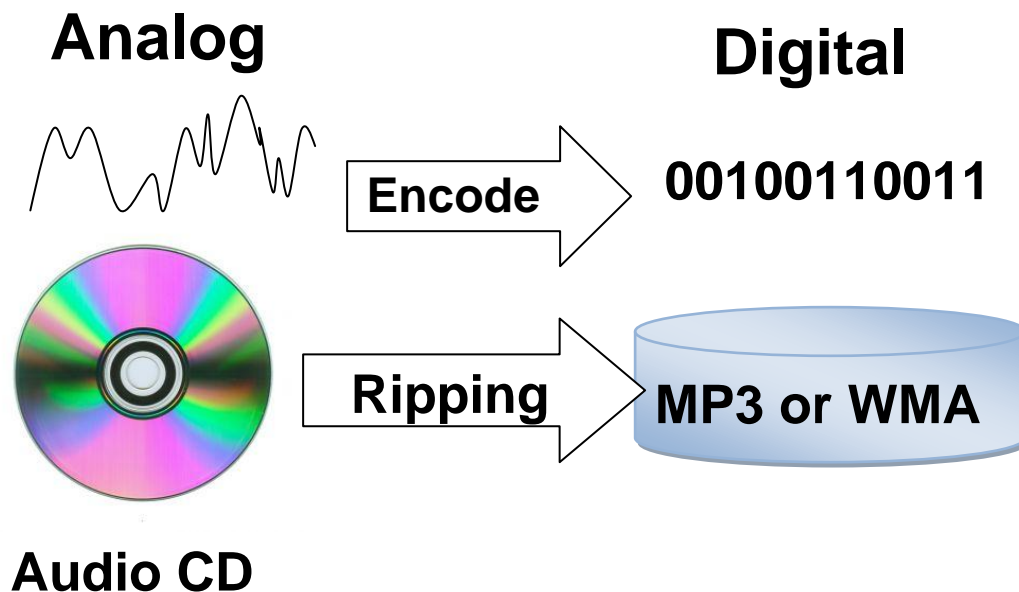 Analog
Digital
Encode
00100110011
Ripping
MP3 or WMA
Audio CD